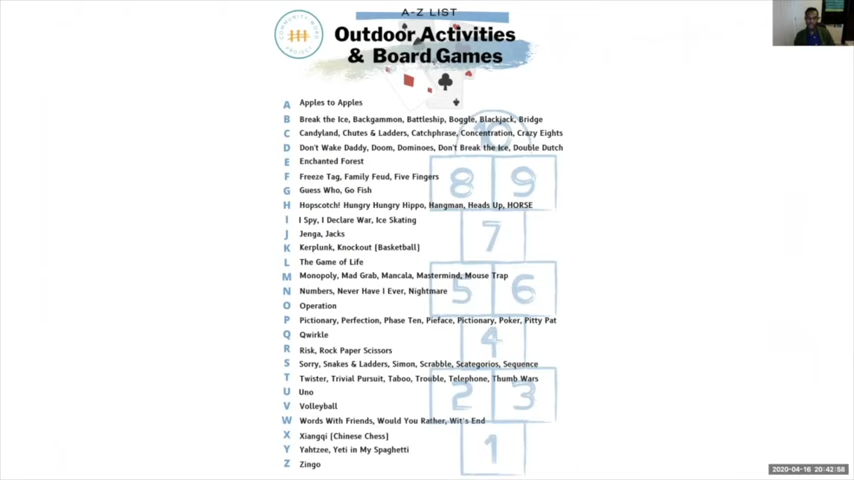 A-Z LIST
COMMUNITY WORD PROJECT
Outdoor Activities
& Board Games
A Apples to Apples
B Break the Ice, Backgammon, Battleship, Boggle, Blackjack, Bridge
C Candyland, Chutes & Ladders, Catchphrase, Concentration, Crazy Eights
D Don't Wake Daddy, Doom, Dominoes, Don't Break the Ice, Double Dutch
E Enchanted Forest
F Freeze Tag, Family Feud, Five Fingers
G Guess Who, Go Fish
H Hopscotch! Hungry Hungry Hippo, Hangman, Heads Up, HORSE
I I Spy, I Declare War, Ice Skating
J Jenga, Jacks
K Kerplunk, Knockout (Basketball)
L The Game of Life
M Monopoly, Mad Grab, Mancala, Mastermind, Mouse Trap
N Numbers, Never Have I Ever, Nightmare
O Operation
P Pictionary, Perfection, Phase Ten, Pieface, Pictionary, Poker, Pitty Pat
Q Qwirkle
R Risk, Rock Paper Scissors
S Sorry, Snakes & Ladders, Simon, Scrabble, Scategorios, Sequence
T Twister, Trivial Pursuit, Taboo, Trouble, Telephone, Thumb Wars
U Uno
V Volleyball
W Words With Friends, Would You Rather, Wit's End
X Xiangqi (Chinese Chess)
Y Yahtzee, Yeti in My Spaghetti
Z Zingo
10
8 9
7
5 6
4
2 3
1
2020-04-16 20:42:58